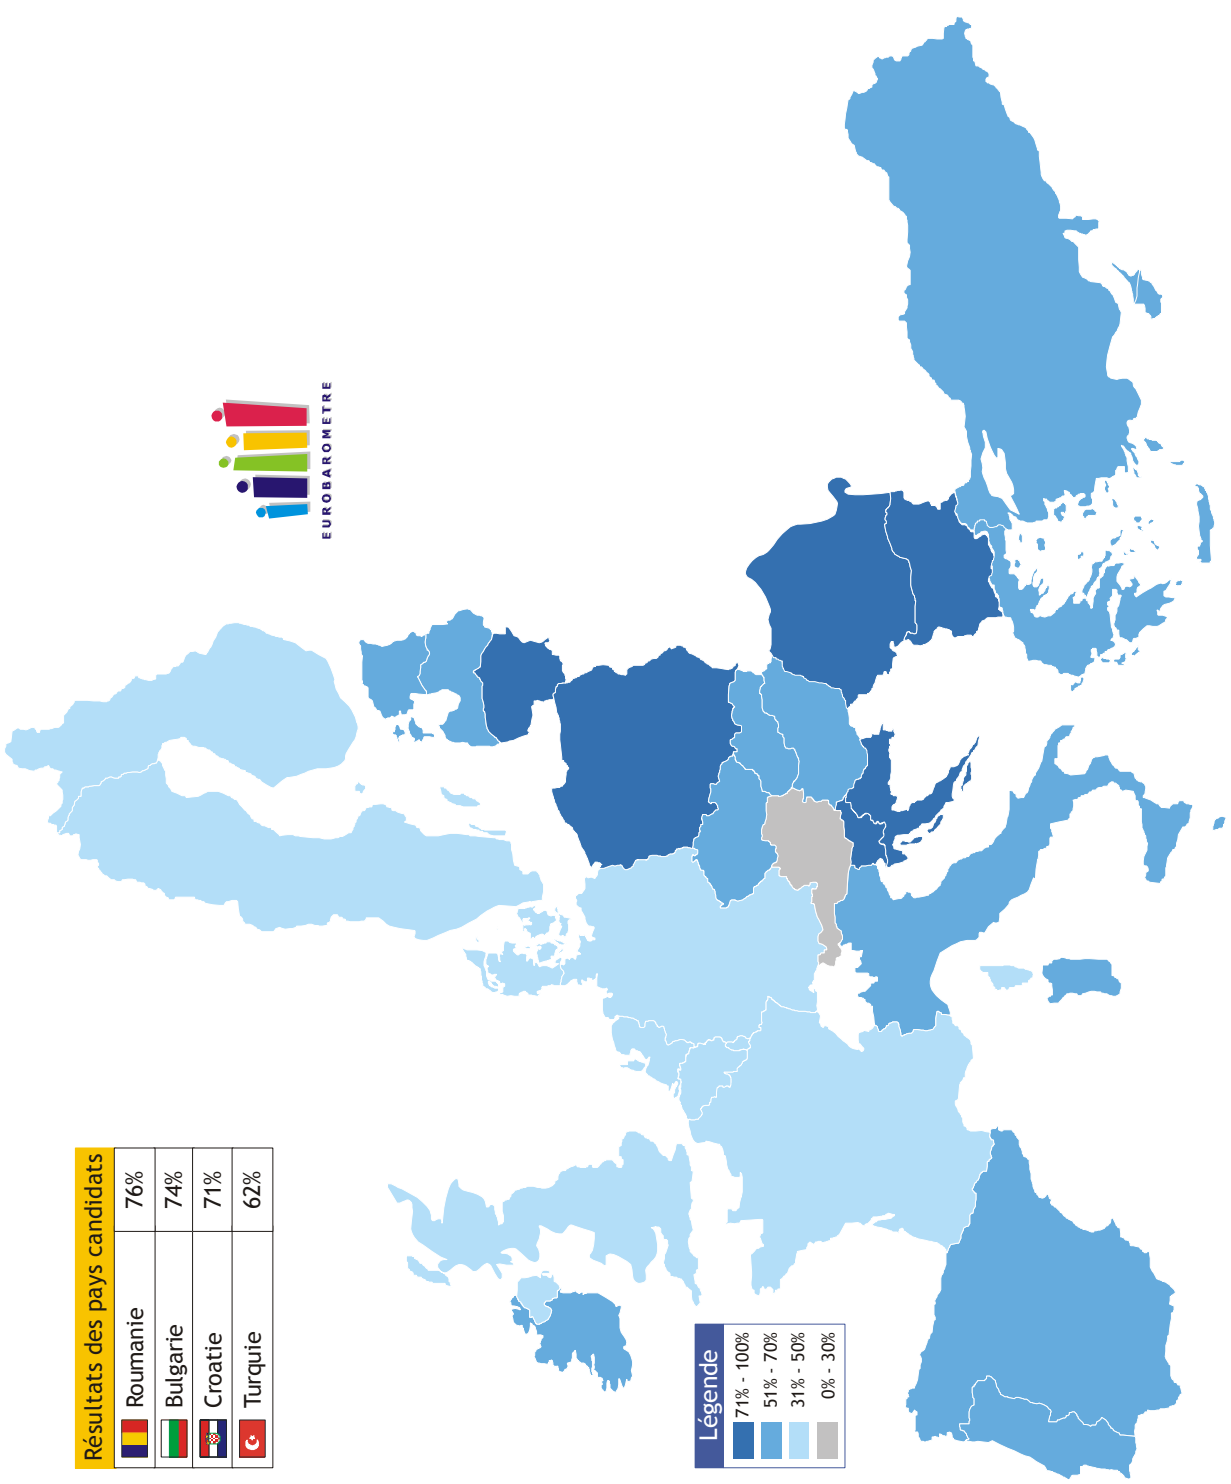 Résultats des pays candidats
Roumanie 76%
Bulgarie 74%
Croatie 71%
Turquie 62%
EUROBAROMETRE
Légende
71% - 100%
51% - 70%
31% - 50%
0% - 30%